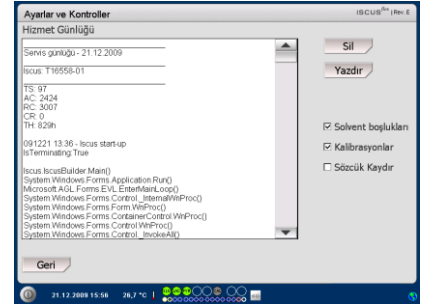 Ayarlar ve Kontroller
ISCUSflex | Rev. E
Hizmet Günlüğü
Servis günlüğü - 21.12.2009
Iscus: T16558-01
TS: 97
AC: 2424
RC: 3007
CR: 0
TH: 829h
091221 13:36 - Iscus start-up
IsTerminating:True
Iscus.IscusBuilder.Main()
System.Windows.Forms.Application.Run()
Microsoft.AGL.Forms.EVL.EnterMainLoop()
System.Windows.Forms.Control._InternalWnProc()
System.Windows.Forms.Form.WnProc()
System.Windows.Forms.ContainerControl.WnProc()
System.Windows.Forms.Control.WnProc()
System.Windows.Forms.Control._InvokeAll()
Sil
Yazdır
Solvent boşlukları
Kalibrasyonlar
Sözcük Kaydır
Geri
21.12.2009 15:56 26,7 °C